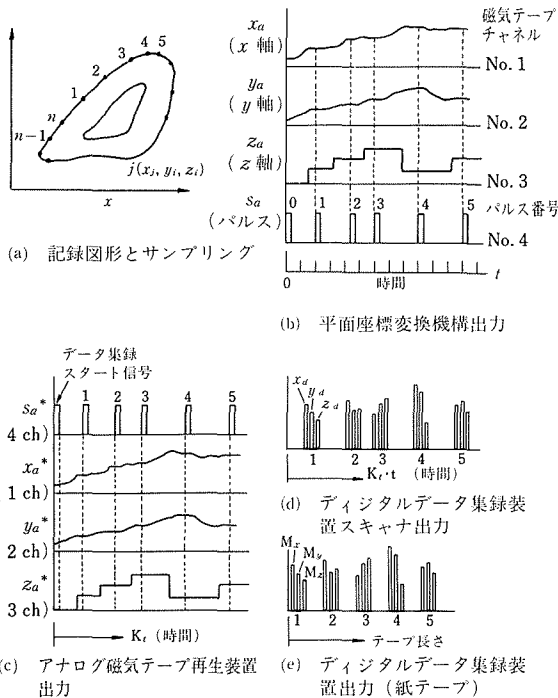 1
2
3
4
5
n
n−1
j(xⱼ, yᵢ, zᵢ)
x
(a) 記録図形とサンプリング
xₐ
(x 軸)
yₐ
(y 軸)
zₐ
(z 軸)
sₐ
(パルス)
磁気テープ
チャネル
No.1
No.2
No.3
パルス番号
No.4
0 1 2 3 4 5
0
時間
t
(b) 平面座標変換機構出力
データ集録
スタート信号
1 2 3 4 5
sₐ*
4 ch)
xₐ*
1 ch)
yₐ*
2 ch)
zₐ*
3 ch)
Kₜ (時間)
(c) アナログ磁気テープ再生装置
出力
x_d
y_d
z_d
1 2 3 4 5
Kₜ·t (時間)
(d) ディジタルデータ集録装
置スキャナ出力
Mₓ
M_y
M_z
1 2 3 4 5
テープ長さ
(e) ディジタルデータ集録装
置出力 (紙テープ)